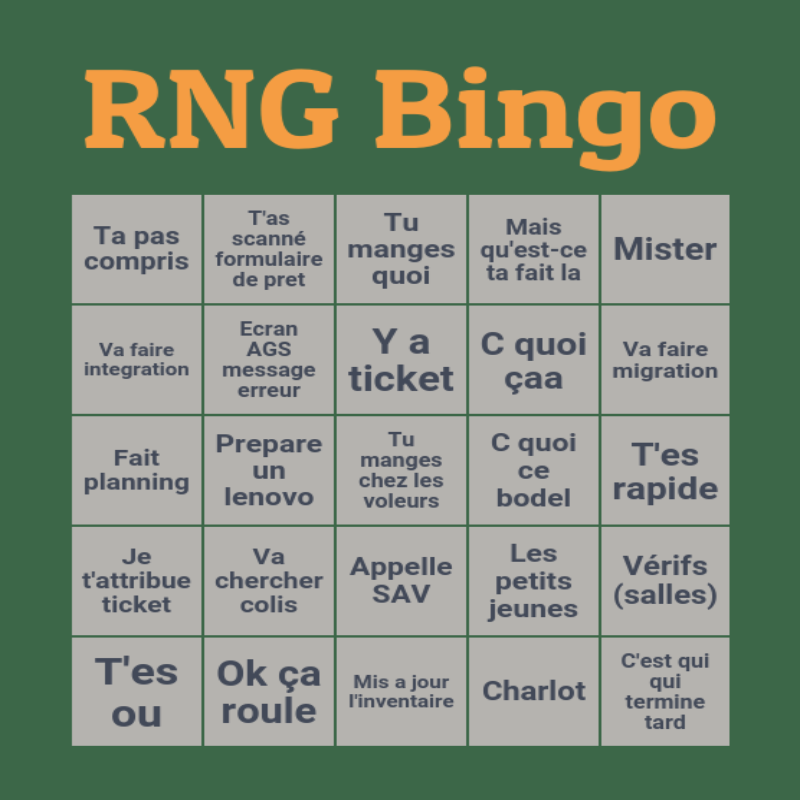 RNG Bingo
Ta pas
compris
T'as
scanné
formulaire
de pret
Tu
manges
quoi
Mais
qu'est-ce
ta fait la
Mister
Va faire
integration
Ecran
AGS
message
erreur
Y a
ticket
C quoi
çaa
Va faire
migration
Fait
planning
Prepare
un
lenovo
Tu
manges
chez les
voleurs
C quoi
ce
bodel
T'es
rapide
Je
t'attribue
ticket
Va
chercher
colis
Appelle
SAV
Les
petits
jeunes
Vérifs
(salles)
T'es
ou
Ok ça
roule
Mis a jour
l'inventaire
Charlot
C'est qui
qui
termine
tard